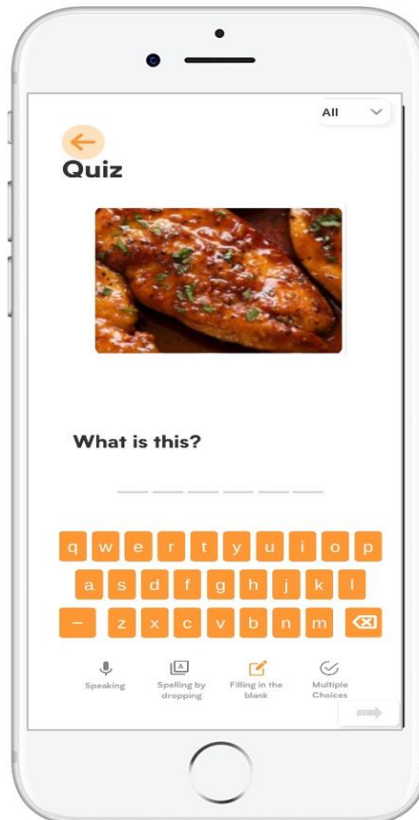 All
Quiz
What is this?
q w e r t y u i o p
a s d f g h j k l
– z x c v b n m
Speaking
Spelling by
dropping
Filling in the
blank
Multiple
Choices